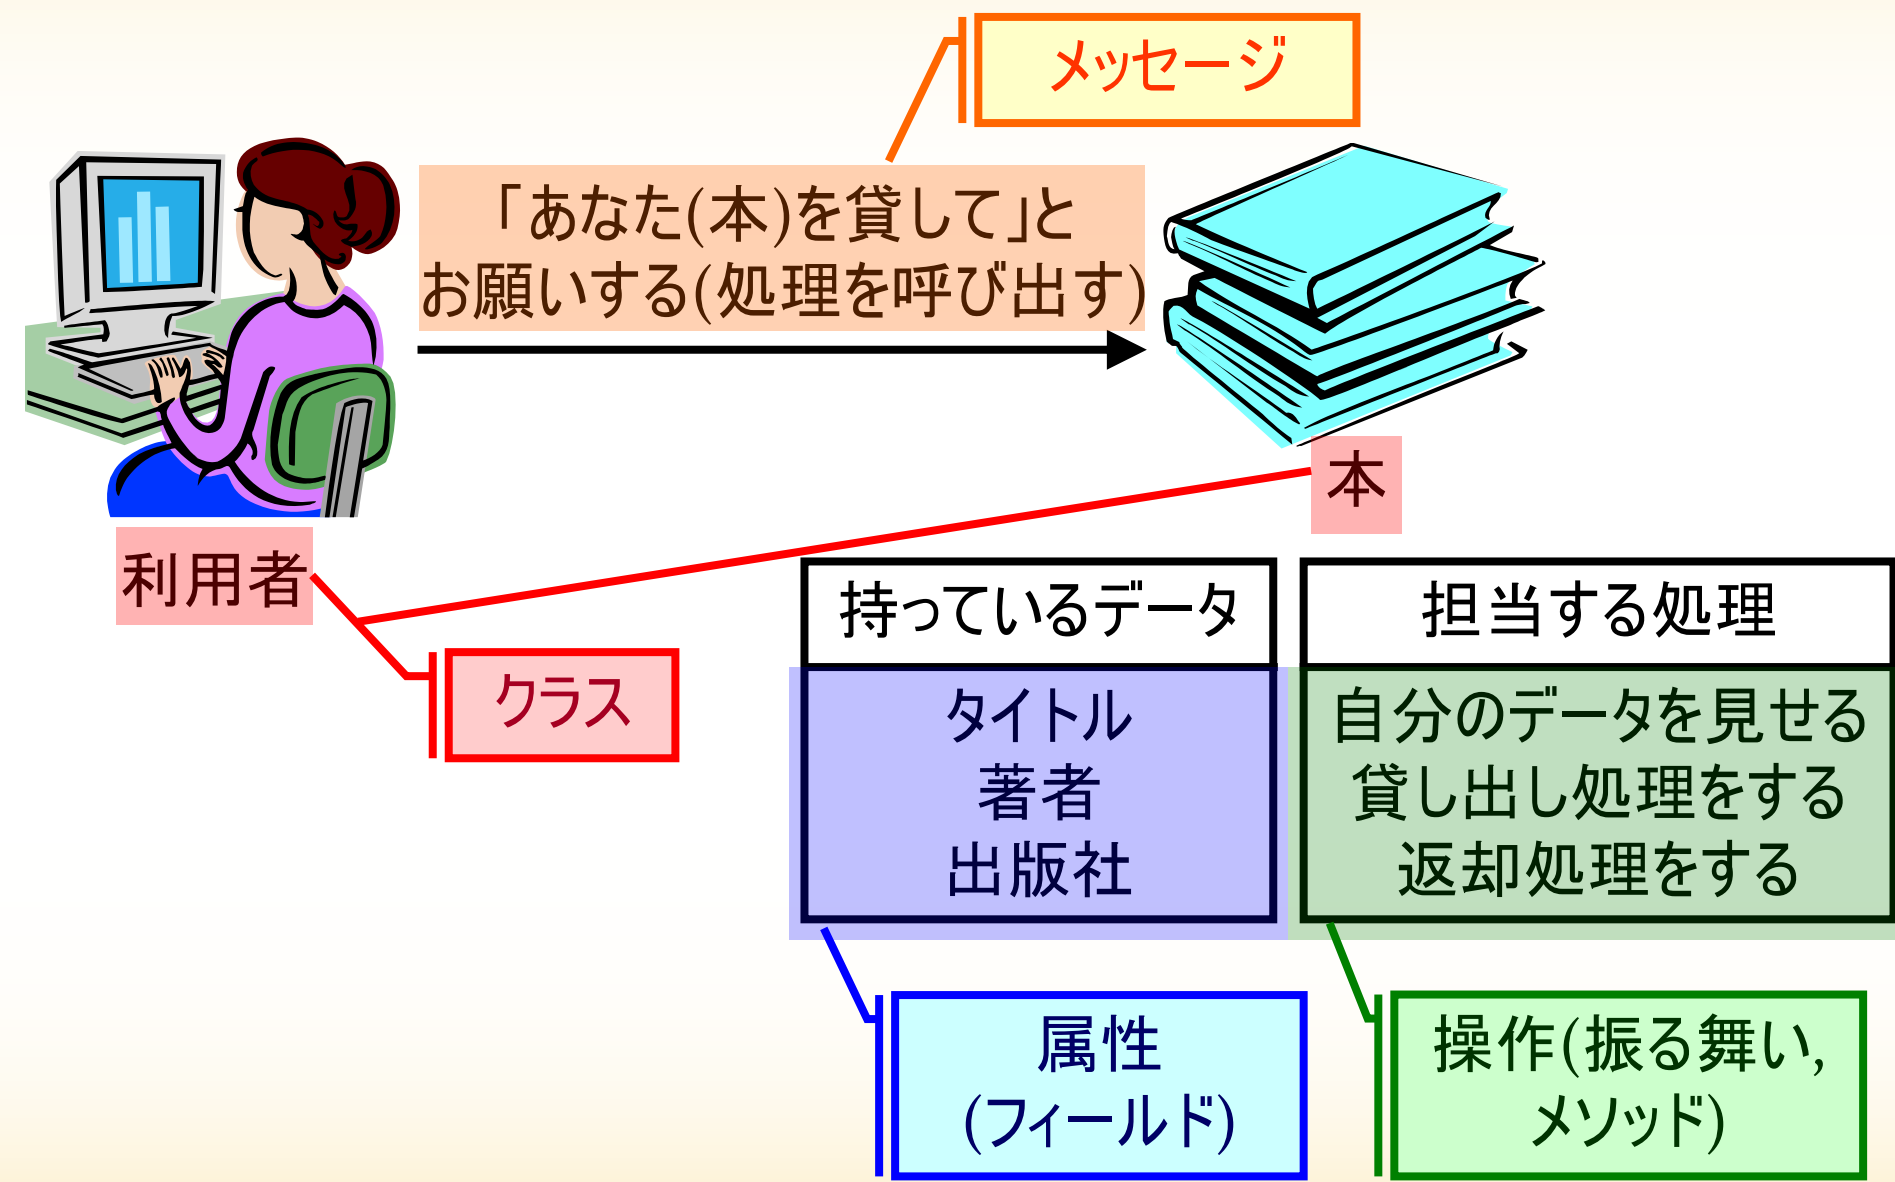 メッセージ
「あなた(本)を貸して」と
お願いする(処理を呼び出す)
本
利用者
クラス
持っているデータ
タイトル
著者
出版社
担当する処理
自分のデータを見せる
貸し出し処理をする
返却処理をする
属性
(フィールド)
操作(振る舞い,
メソッド)